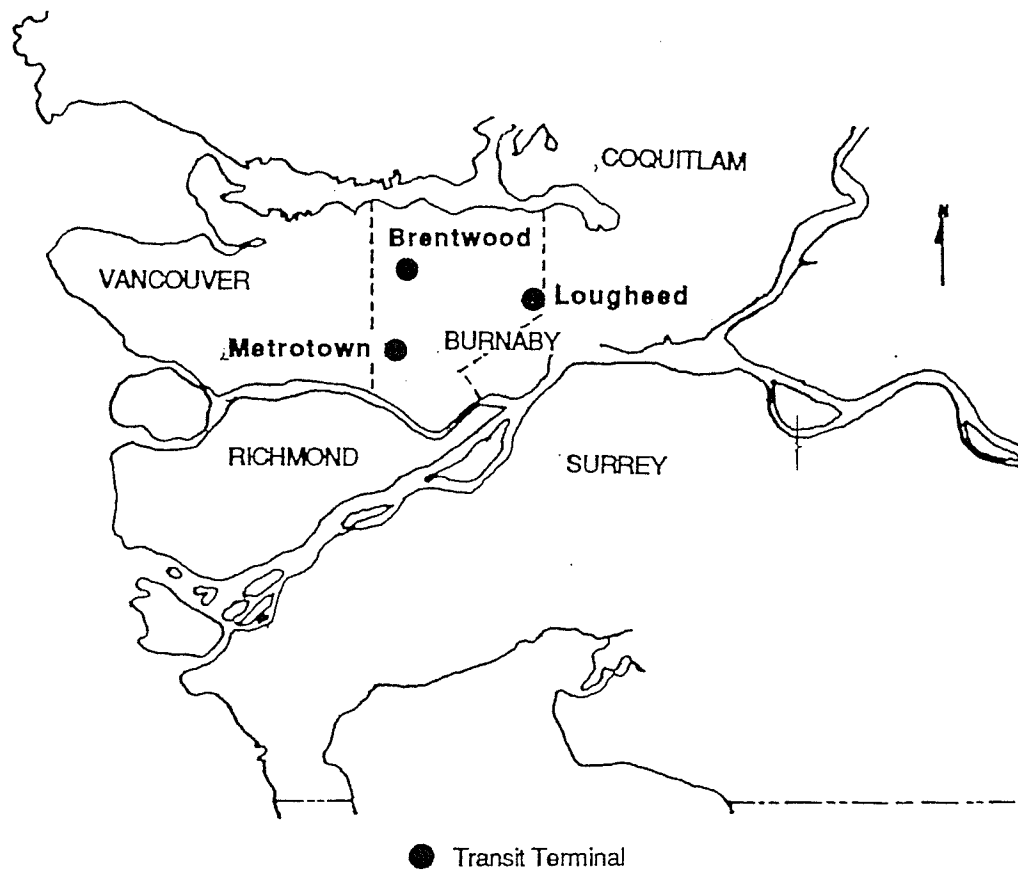 COQUITLAM
N
Brentwood
VANCOUVER
Lougheed
Metrotown
BURNABY
RICHMOND
SURREY
Transit Terminal